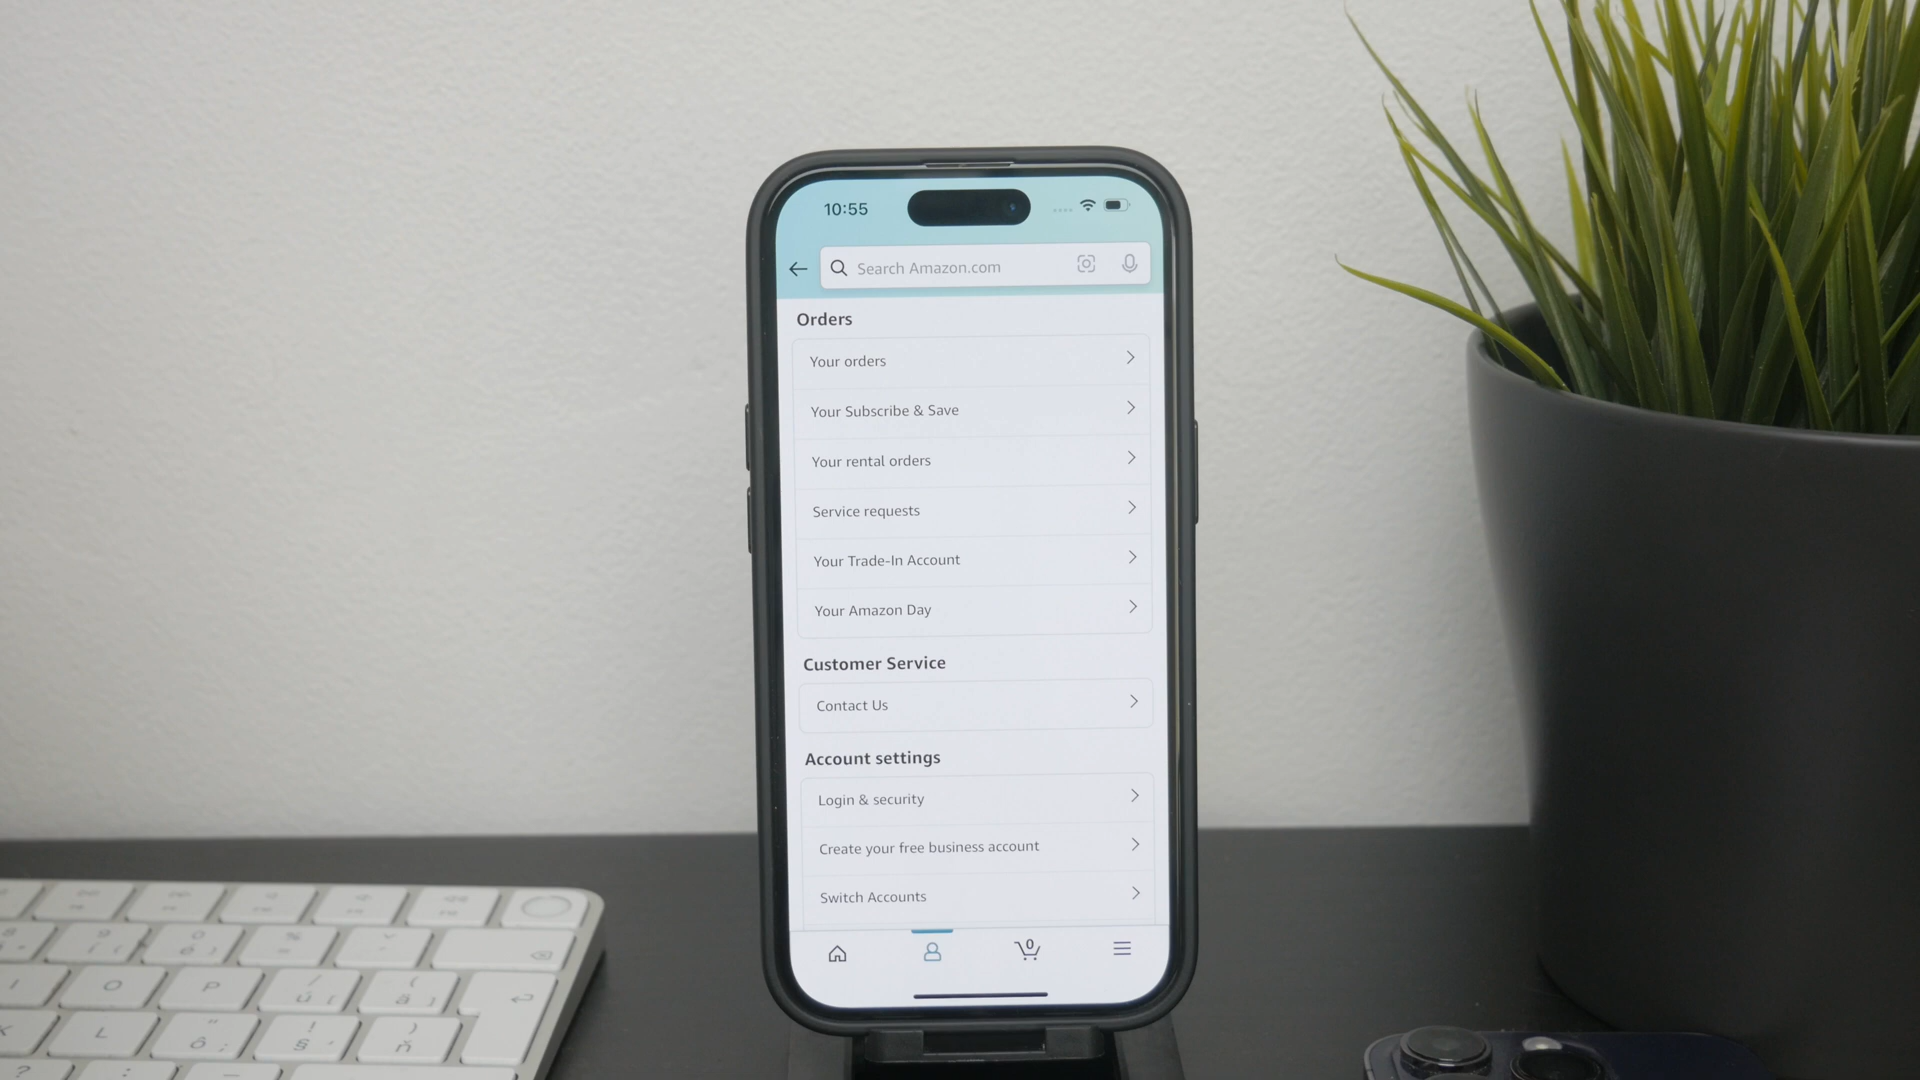 10:55
Search Amazon.com
Orders
Your orders
Your Subscribe & Save
Your rental orders
Service requests
Your Trade-In Account
Your Amazon Day
Customer Service
Contact Us
Account settings
Login & security
Create your free business account
Switch Accounts
0
O
P
L
?